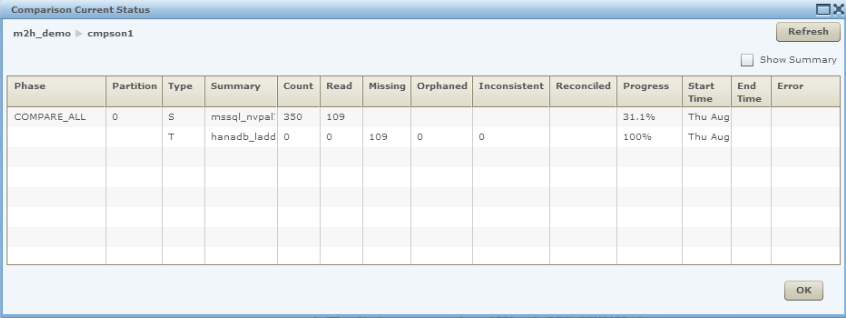 Comparison Current Status
m2h_demo cmpson1
Refresh
Show Summary
Phase Partition Type Summary Count Read Missing Orphaned Inconsistent Reconciled Progress Start Time End Time Error
COMPARE_ALL 0 S 350 109 31.1% Thu Aug
T hanadb_ladd 0 0 109 0 0 100% Thu Aug
OK